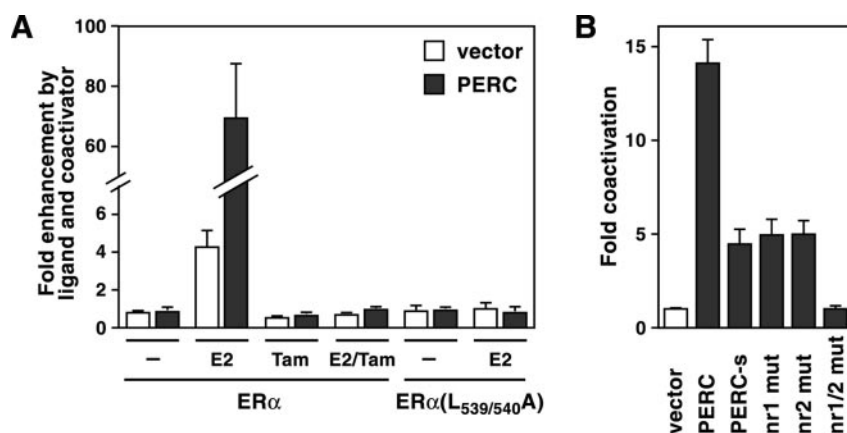 A
Fold enhancement by
ligand and coactivator
100
80
60
6
4
2
0
vector
PERC
– E2 Tam E2/Tam – E2
ERα ERα(L539/540A)
B
Fold coactivation
15
10
5
0
vector
PERC
PERC-s
nr1 mut
nr2 mut
nr1/2 mut